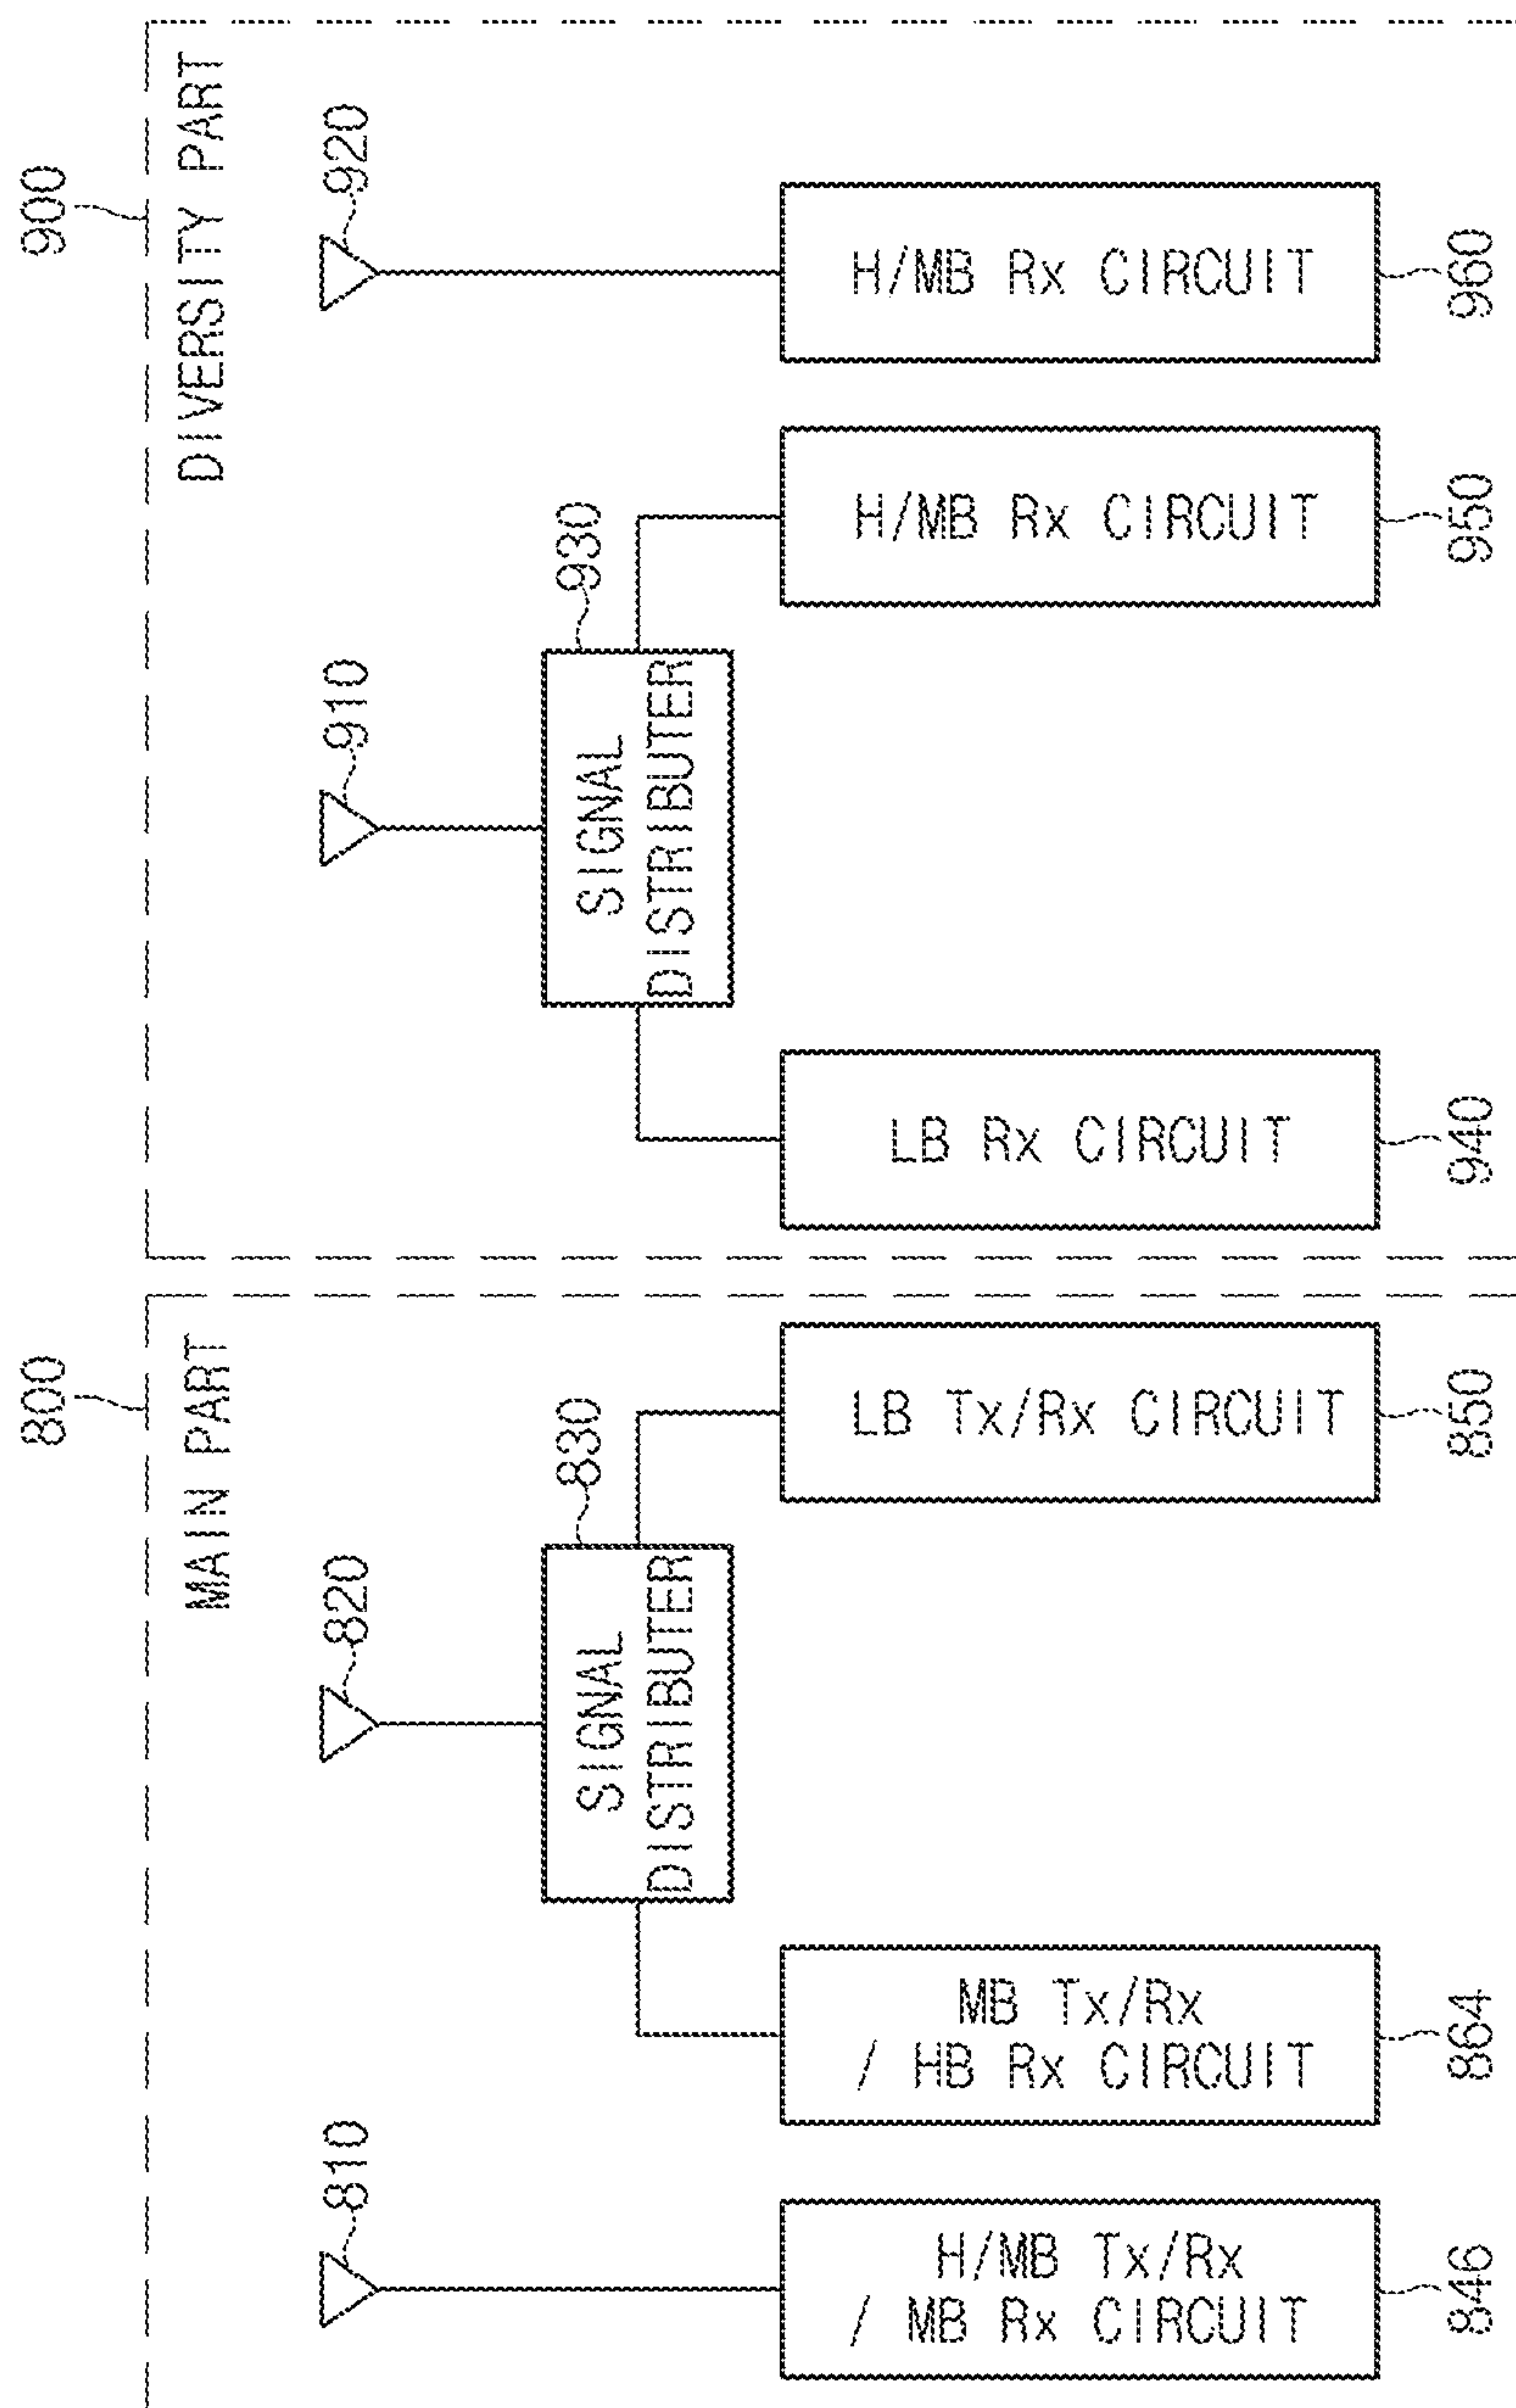 800
900
MAIN PART
DIVERSITY PART
810
820
910
920
830
930
SIGNAL
DISTRIBUTER
SIGNAL
DISTRIBUTER
H/MB Tx/Rx
/ MB Rx CIRCUIT
MB Tx/Rx
/ HB Rx CIRCUIT
LB Tx/Rx CIRCUIT
LB Rx CIRCUIT
H/MB Rx CIRCUIT
H/MB Rx CIRCUIT
846
864
850
940
950
960